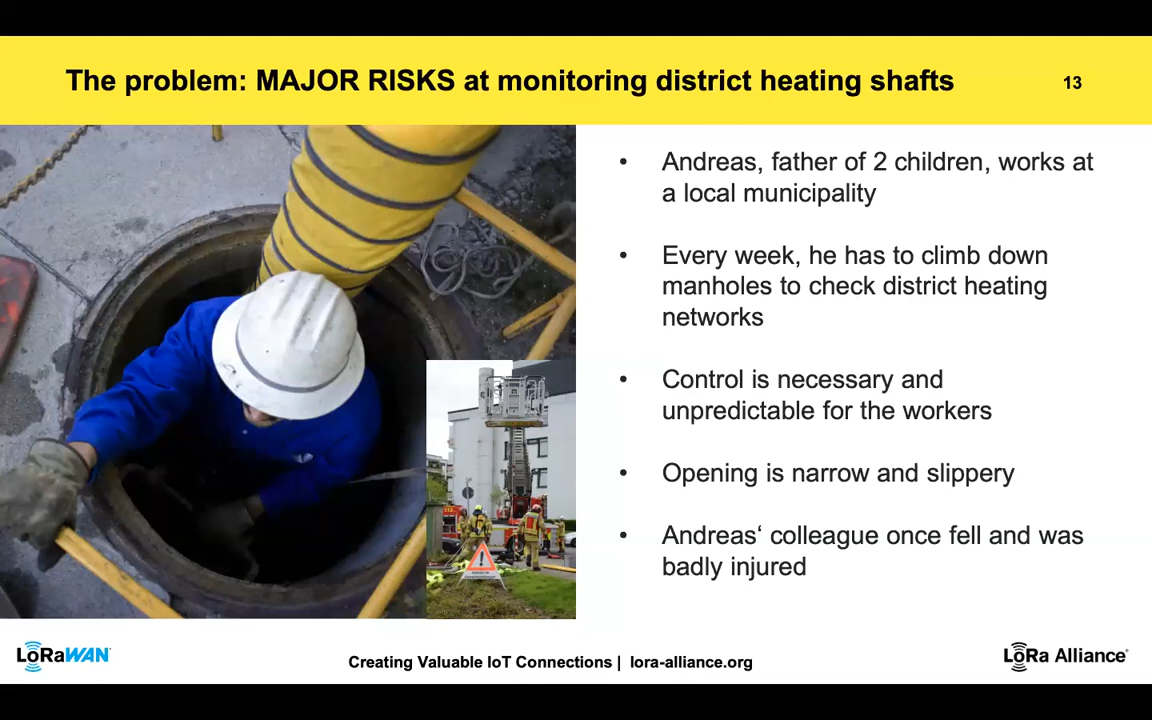 The problem: MAJOR RISKS at monitoring district heating shafts
13
• Andreas, father of 2 children, works at
a local municipality
• Every week, he has to climb down
manholes to check district heating
networks
• Control is necessary and
unpredictable for the workers
• Opening is narrow and slippery
• Andreas‘ colleague once fell and was
badly injured
LoRaWAN
Creating Valuable IoT Connections | lora-alliance.org
LoRa Alliance